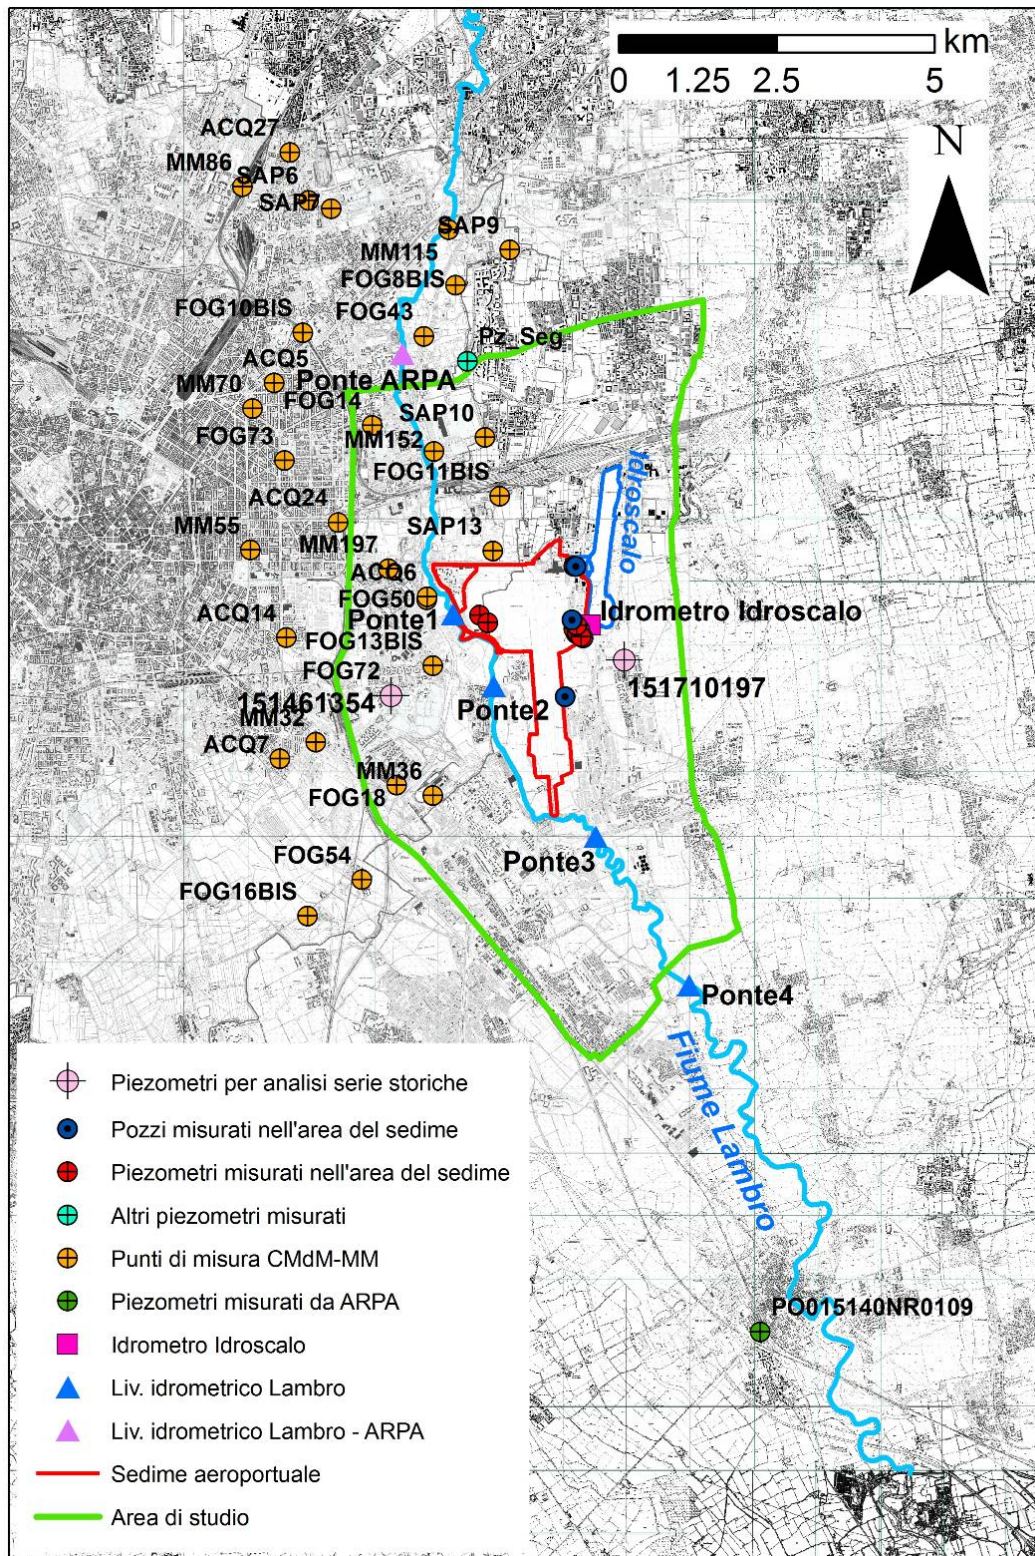 km
0 1.25 2.5 5
N
ACQ27
MM86
SAP6
SAP7
SAP9
MM115
FOG8BIS
FOG10BIS
FOG43
Pz_Seg
ACQ5
Ponte ARPA
MM70
FOG14
SAP10
FOG73
MM152
FOG11BIS
Idroscalo
ACQ24
MM55
SAP13
MM197
ACQ6
FOG50
Idrometro Idroscalo
ACQ14
Ponte1
FOG13BIS
FOG72
151461354
151710197
Ponte2
MM32
ACQ7
MM36
FOG18
FOG54
Ponte3
FOG16BIS
Ponte4
Fiume Lambro
PO015140NR0109
Piezometri per analisi serie storiche
Pozzi misurati nell'area del sedime
Piezometri misurati nell'area del sedime
Altri piezometri misurati
Punti di misura CMdM-MM
Piezometri misurati da ARPA
Idrometro Idroscalo
Liv. idrometrico Lambro
Liv. idrometrico Lambro - ARPA
Sedime aeroportuale
Area di studio